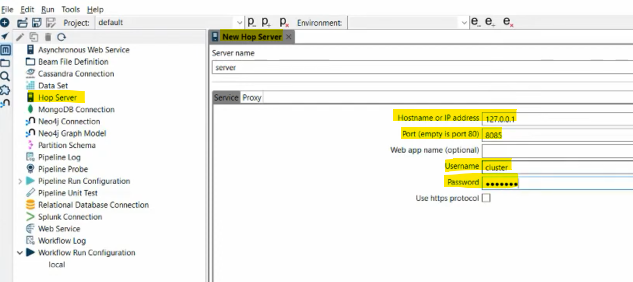 File Edit Run Tools Help
Project: default Environment:
New Hop Server
Asynchronous Web Service
Beam File Definition
Cassandra Connection
Data Set
Hop Server
MongoDB Connection
Neo4j Connection
Neo4j Graph Model
Partition Schema
Pipeline Log
Pipeline Probe
Pipeline Run Configuration
Pipeline Unit Test
Relational Database Connection
Splunk Connection
Web Service
Workflow Log
Workflow Run Configuration
local
Server name
server
Service Proxy
Hostname or IP address 127.0.0.1
Port (empty is port 80) 8085
Web app name (optional)
Username cluster
Password ●●●●●●●
Use https protocol